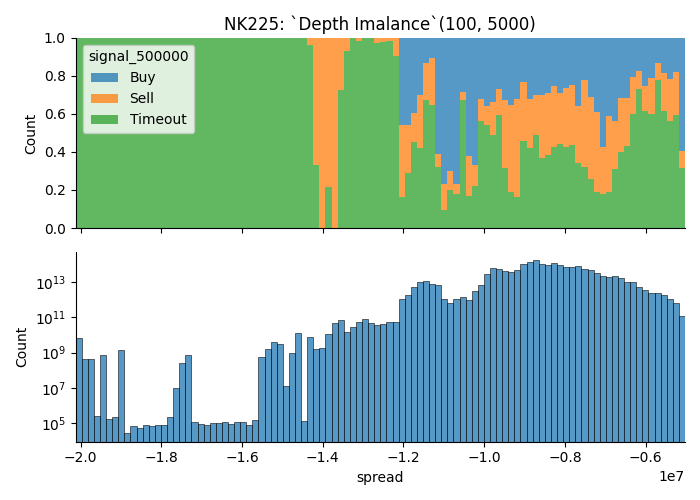 NK225: `Depth Imalance`(100, 5000)
1.0
0.8
0.6
0.4
0.2
0.0
Count
signal_500000
Buy
Sell
Timeout
10^13
10^11
10^9
10^7
10^5
Count
−2.0 −1.8 −1.6 −1.4 −1.2 −1.0 −0.8 −0.6
1e7
spread